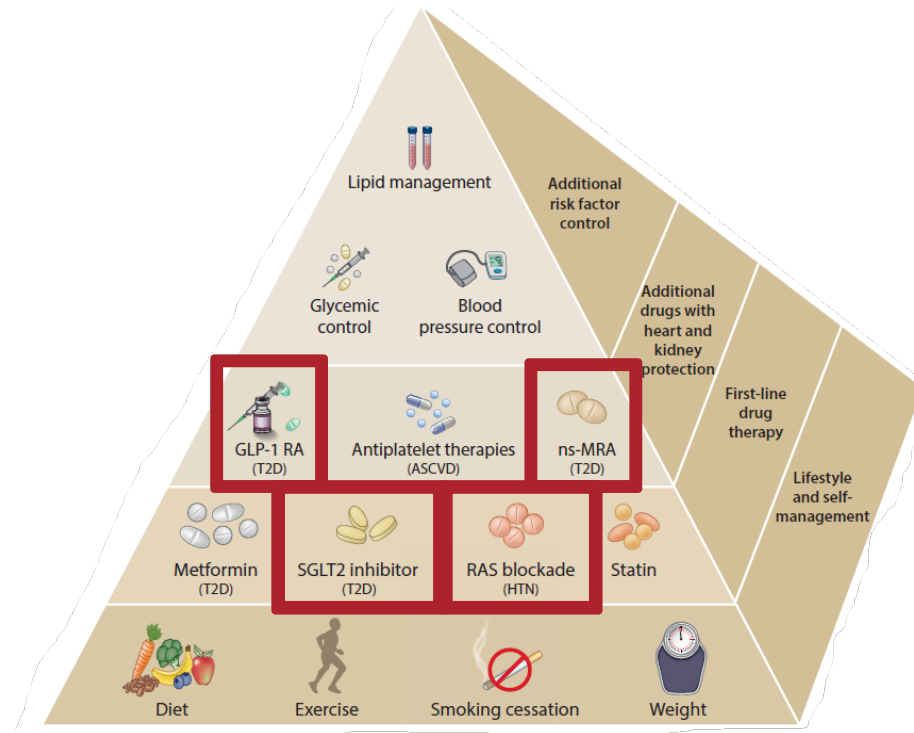 Lipid management
Glycemic
control
Blood
pressure control
GLP-1 RA
(T2D)
Antiplatelet therapies
(ASCVD)
ns-MRA
(T2D)
Metformin
(T2D)
SGLT2 inhibitor
(T2D)
RAS blockade
(HTN)
Statin
Diet
Exercise
Smoking cessation
Weight
Additional
risk factor
control
Additional
drugs with
heart and
kidney
protection
First-line
drug
therapy
Lifestyle
and self-
management